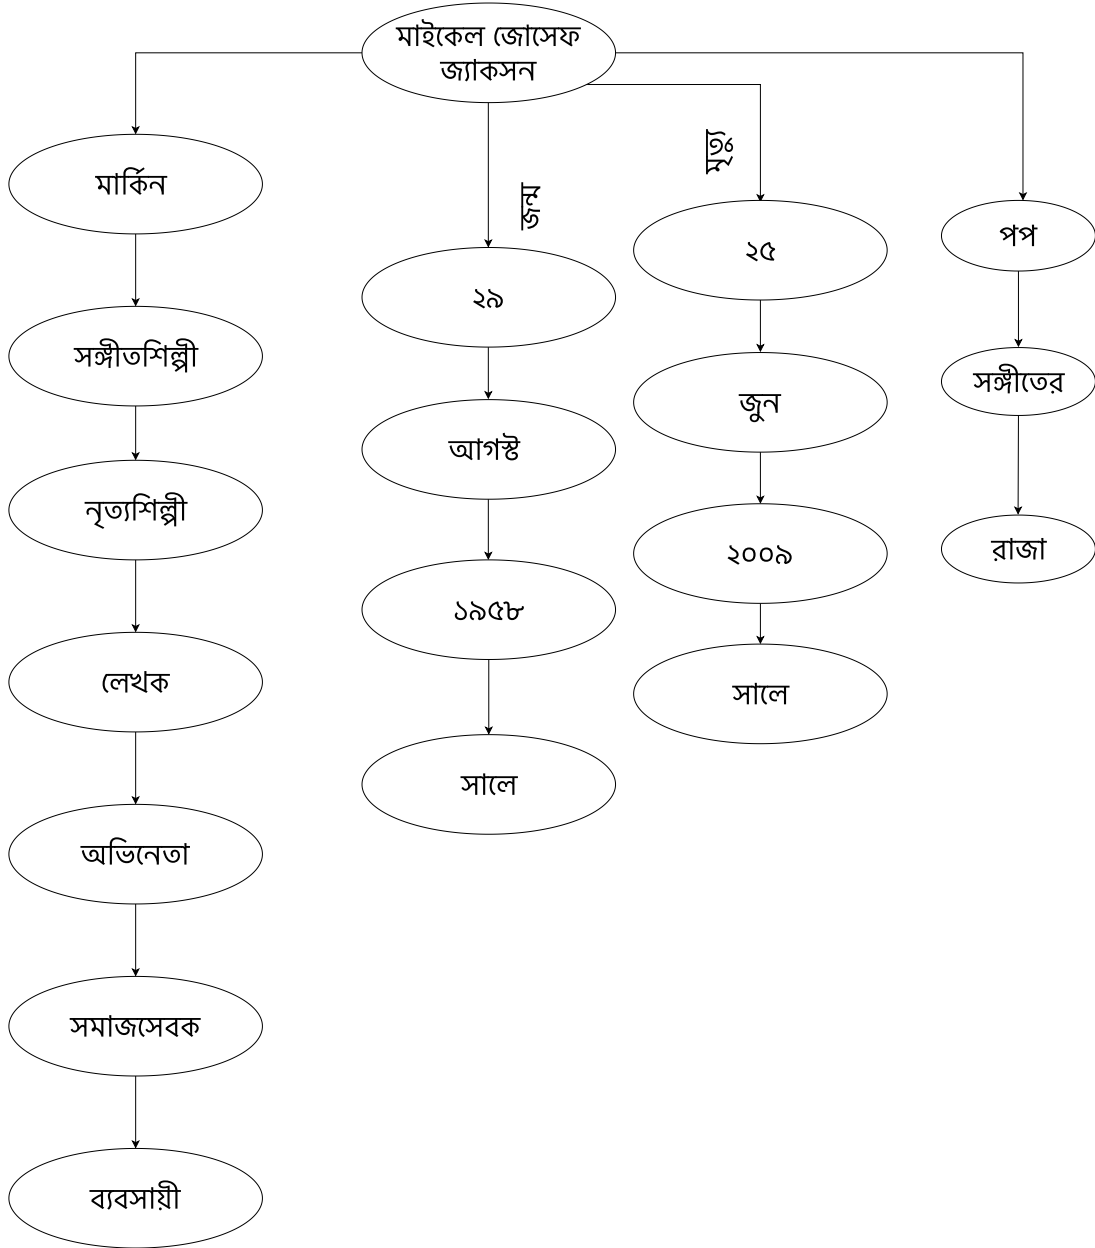 মাইকেল জোসেফ
জ্যাকসন
মার্কিন
সঙ্গীতশিল্পী
নৃত্যশিল্পী
লেখক
অভিনেতা
সমাজসেবক
ব্যবসায়ী
জন্ম
২৯
আগস্ট
১৯৫৮
সালে
মৃত্যু
২৫
জুন
২০০৯
সালে
পপ
সঙ্গীতের
রাজা